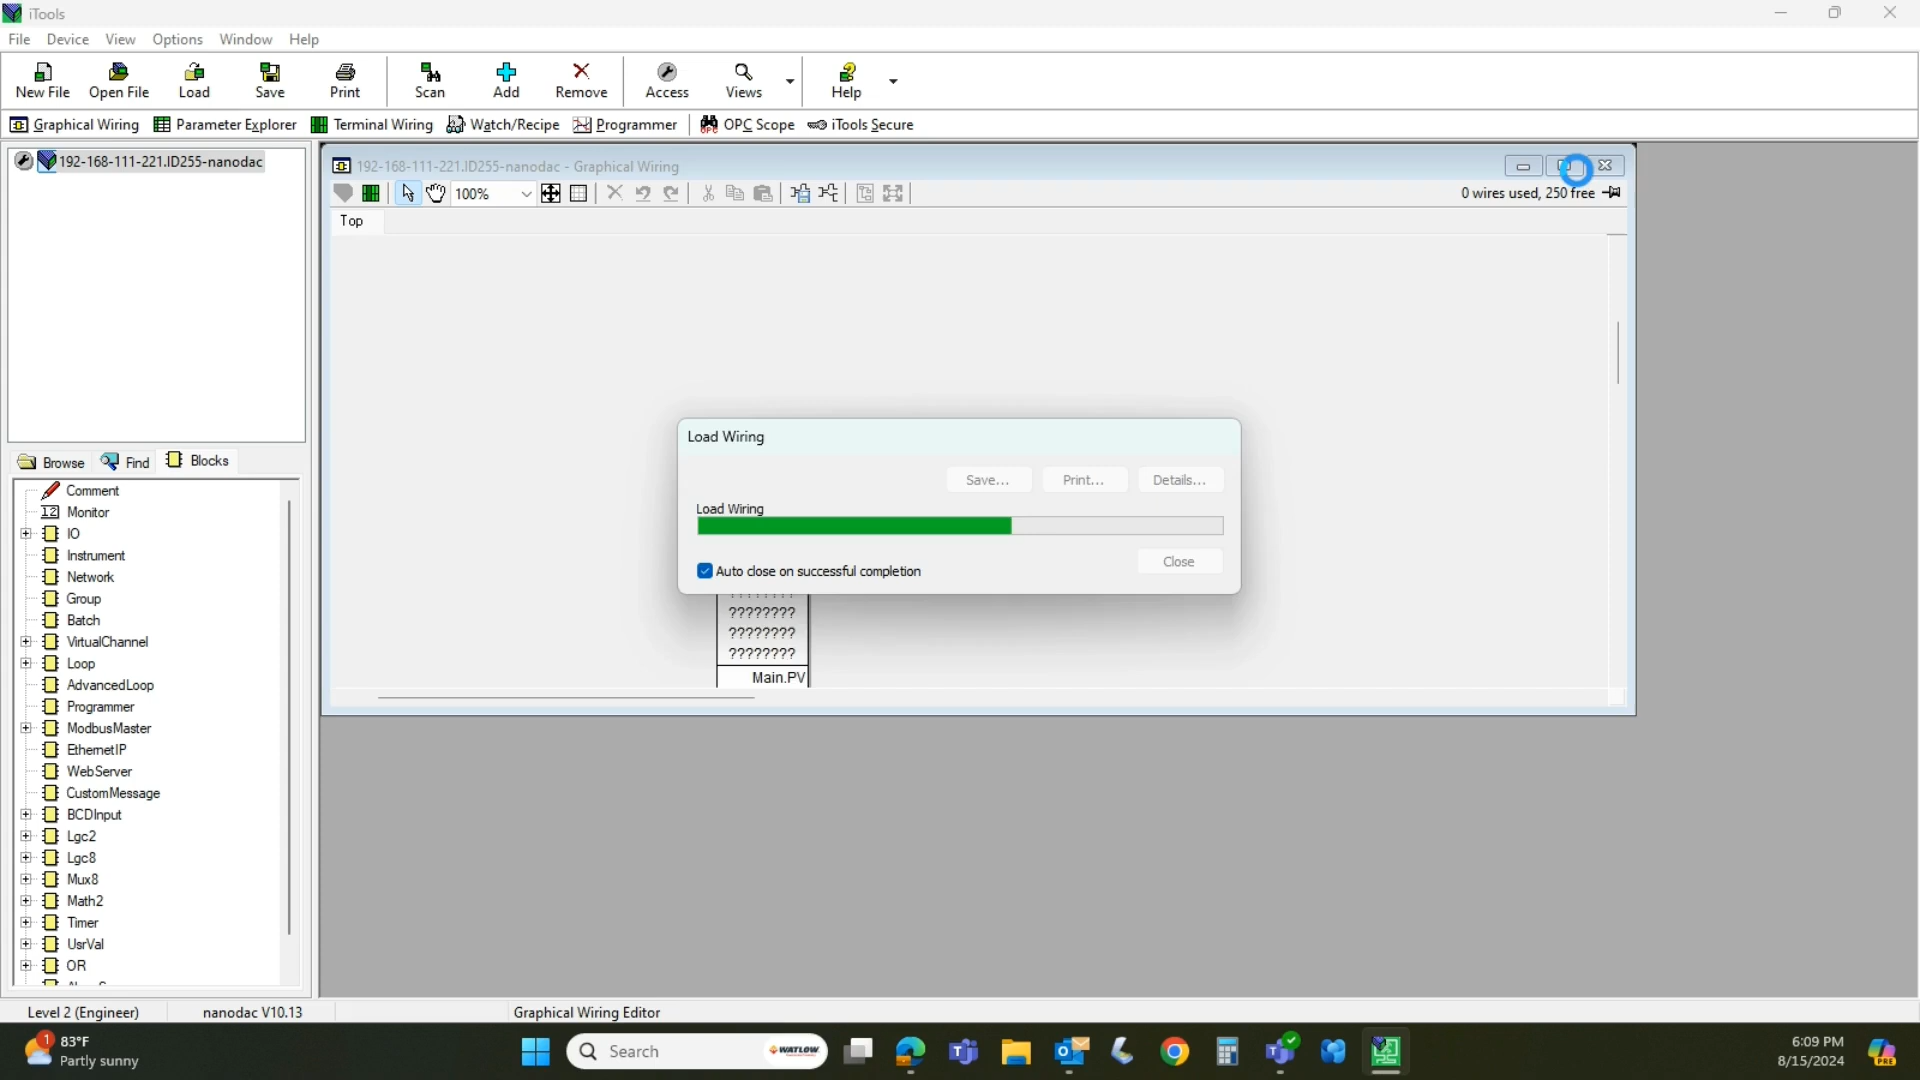 iTools
File Device View Options Window Help
New File Open File Load Save Print Scan Add Remove Access Views Help
Graphical Wiring Parameter Explorer Terminal Wiring Watch/Recipe Programmer OPC Scope iTools Secure
192-168-111-221.ID255-nanodac
192-168-111-221.ID255-nanodac - Graphical Wiring
100%
0 wires used, 250 free
Top
Load Wiring
Save... Print... Details...
Load Wiring
Auto close on successful completion
Close
????????
????????
????????
Main.PV
Browse Find Blocks
Comment
12 Monitor
IO
Instrument
Network
Group
Batch
VirtualChannel
Loop
AdvancedLoop
Programmer
ModbusMaster
EthernetIP
WebServer
CustomMessage
BCDInput
Lgc2
Lgc8
Mux8
Math2
Timer
UsrVal
OR
Level 2 (Engineer) nanodac V10.13 Graphical Wiring Editor
1
83°F
Partly sunny
Search
WATLOW
6:09 PM
8/15/2024
PRE